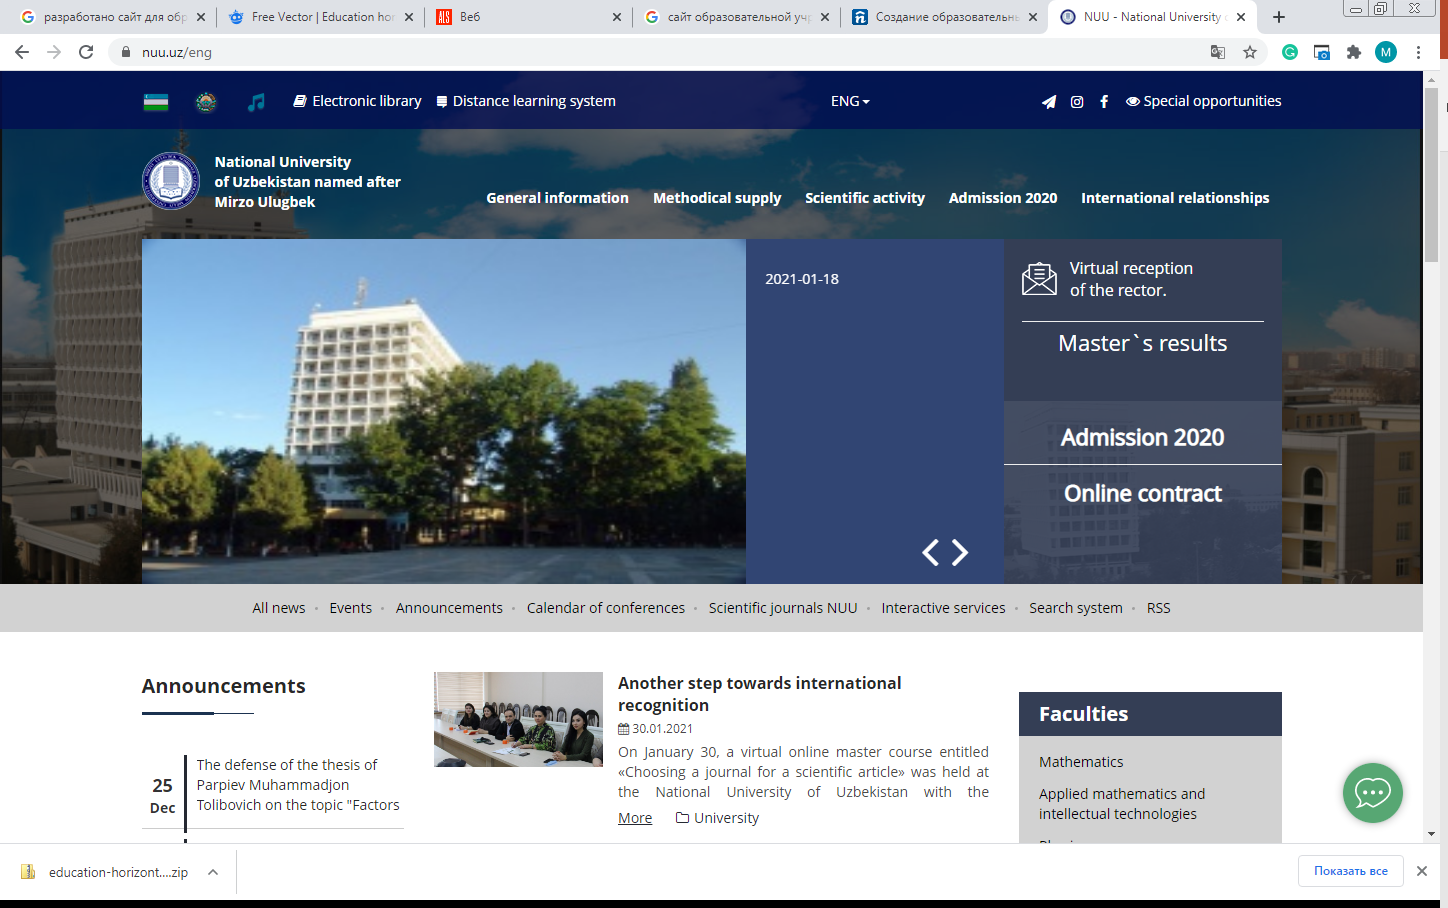 разработано сайт для обр
Free Vector | Education hor
Веб
сайт образовательной учр
Создание образовательны
NUU - National University
nuu.uz/eng
M
Electronic library
Distance learning system
ENG
Special opportunities
National University
of Uzbekistan named after
Mirzo Ulugbek
General information
Methodical supply
Scientific activity
Admission 2020
International relationships
2021-01-18
Virtual reception
of the rector.
Master`s results
Admission 2020
Online contract
All news
Events
Announcements
Calendar of conferences
Scientific journals NUU
Interactive services
Search system
RSS
Announcements
25
Dec
The defense of the thesis of
Parpiev Muhammadjon
Tolibovich on the topic "Factors
Another step towards international
recognition
30.01.2021
On January 30, a virtual online master course entitled
«Choosing a journal for a scientific article» was held at
the National University of Uzbekistan with the
More
University
Faculties
Mathematics
Applied mathematics and
intellectual technologies
education-horizont....zip
Показать все